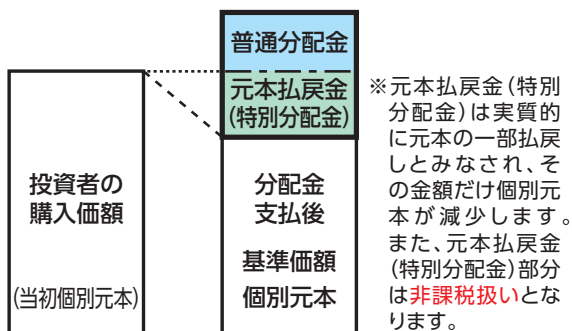 普通分配金
元本払戻金
(特別分配金)
投資者の
購入価額
(当初個別元本)
分配金
支払後
基準価額
個別元本
※元本払戻金(特別
分配金)は実質的
に元本の一部払戻
しとみなされ、そ
の金額だけ個別元
本が減少します。
また、元本払戻金
(特別分配金)部分
は非課税扱いとな
ります。